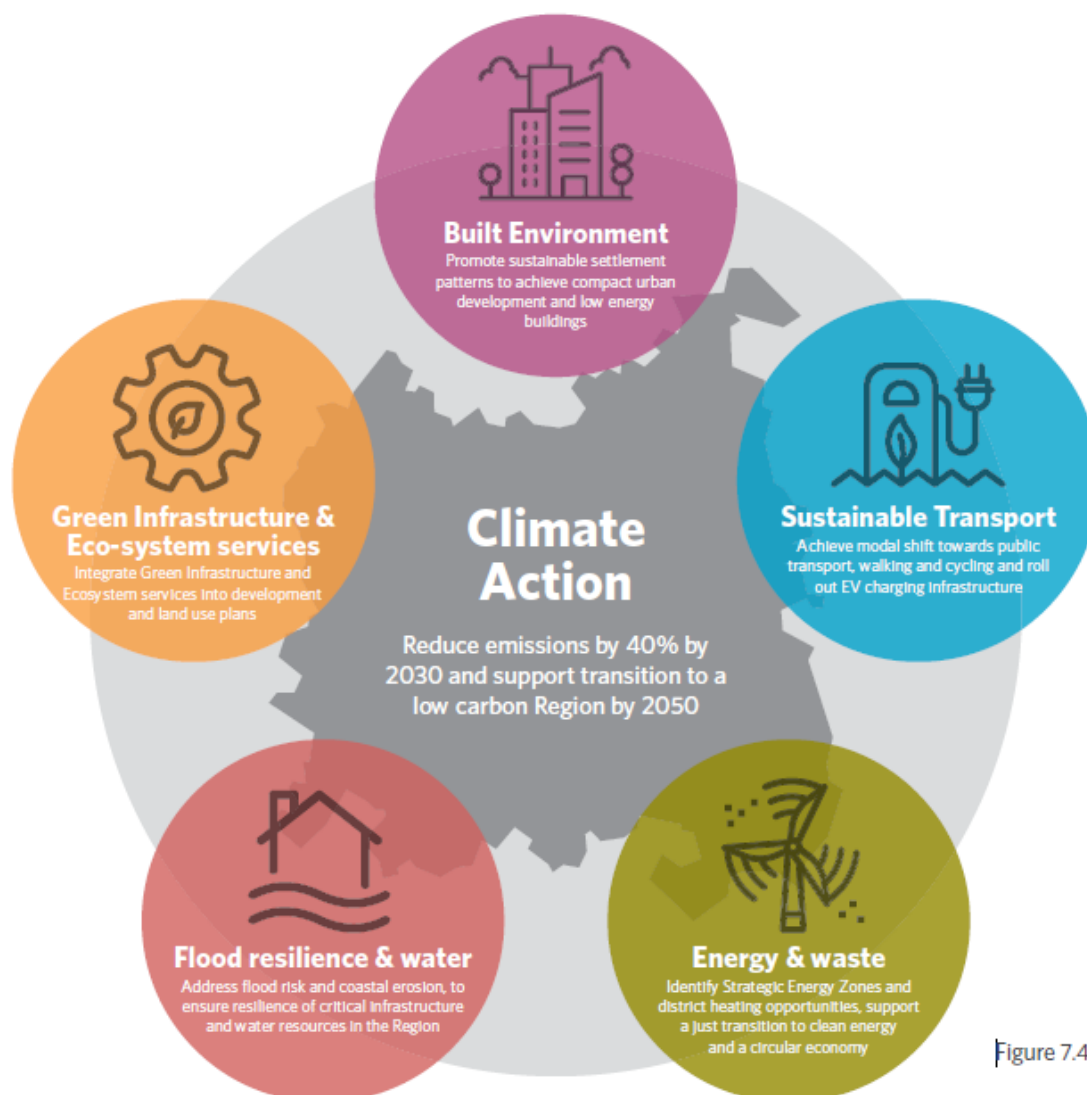 Built Environment
Promote sustainable settlement
patterns to achieve compact urban
development and low energy
buildings
Green Infrastructure &
Eco-system services
Integrate Green Infrastructure and
Ecosystem services into development
and land use plans
Climate
Action
Reduce emissions by 40% by
2030 and support transition to a
low carbon Region by 2050
Sustainable Transport
Achieve modal shift towards public
transport, walking and cycling and roll
out EV charging infrastructure
Flood resilience & water
Address flood risk and coastal erosion, to
ensure resilience of critical infrastructure
and water resources in the Region
Energy & waste
Identify Strategic Energy Zones and
district heating opportunities, support
a just transition to clean energy
and a circular economy
Figure 7.4